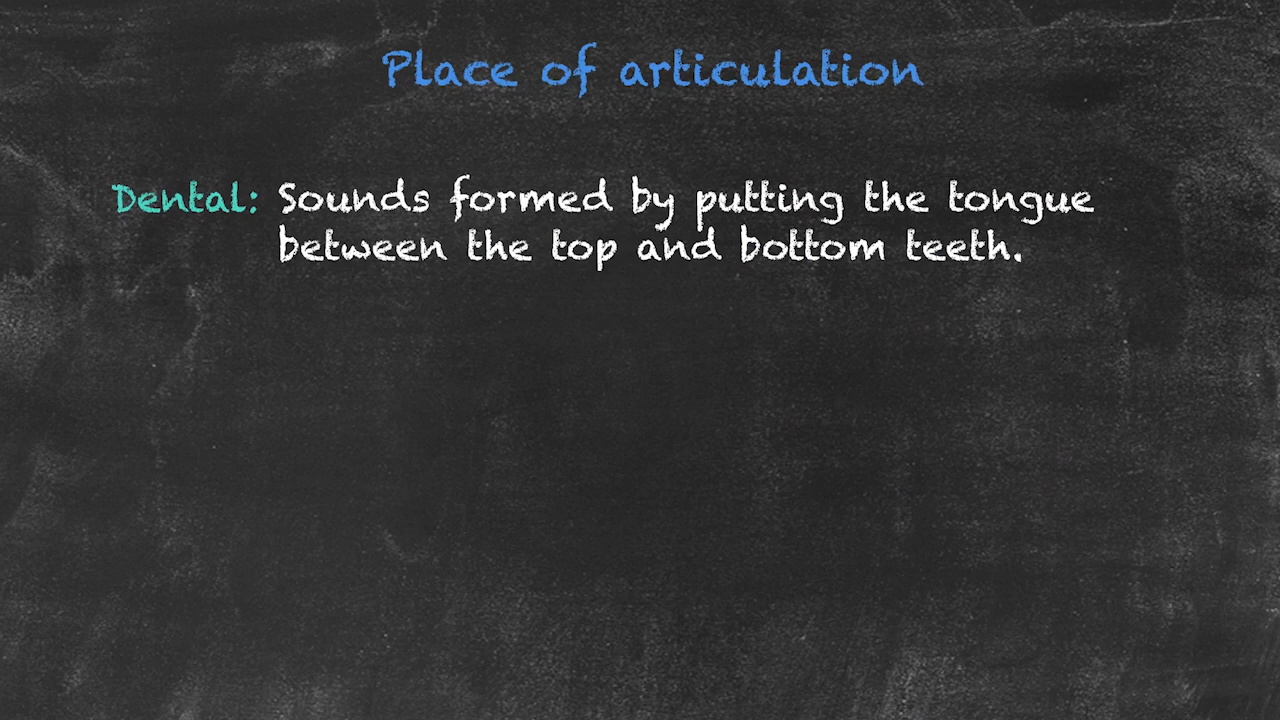 Place of articulation
Dental: Sounds formed by putting the tongue
between the top and bottom teeth.